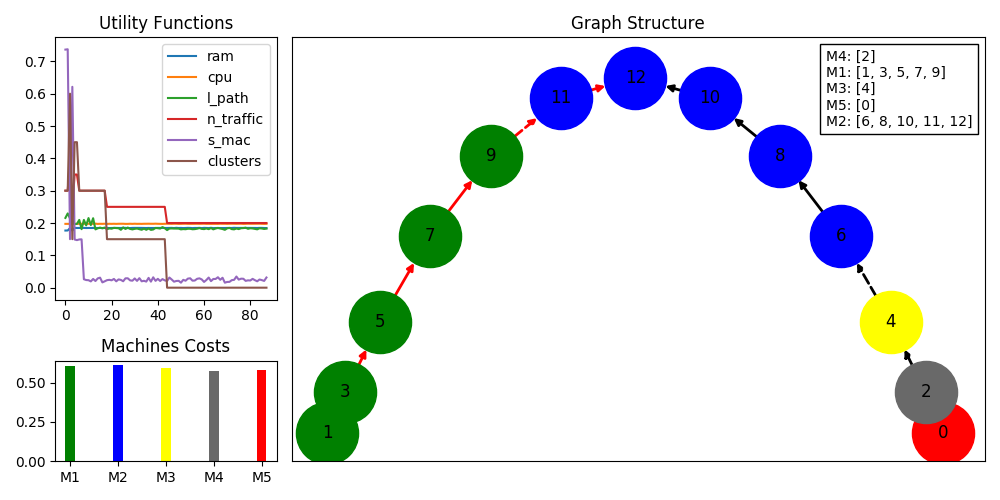 Utility Functions
0.7
0.6
0.5
0.4
0.3
0.2
0.1
0.0
0
20
40
60
80
ram
cpu
l_path
n_traffic
s_mac
clusters
Machines Costs
0.50
0.25
0.00
M1
M2
M3
M4
M5
Graph Structure
M4: [2]
M1: [1, 3, 5, 7, 9]
M3: [4]
M5: [0]
M2: [6, 8, 10, 11, 12]
12
11
10
9
8
7
6
5
4
3
2
1
0